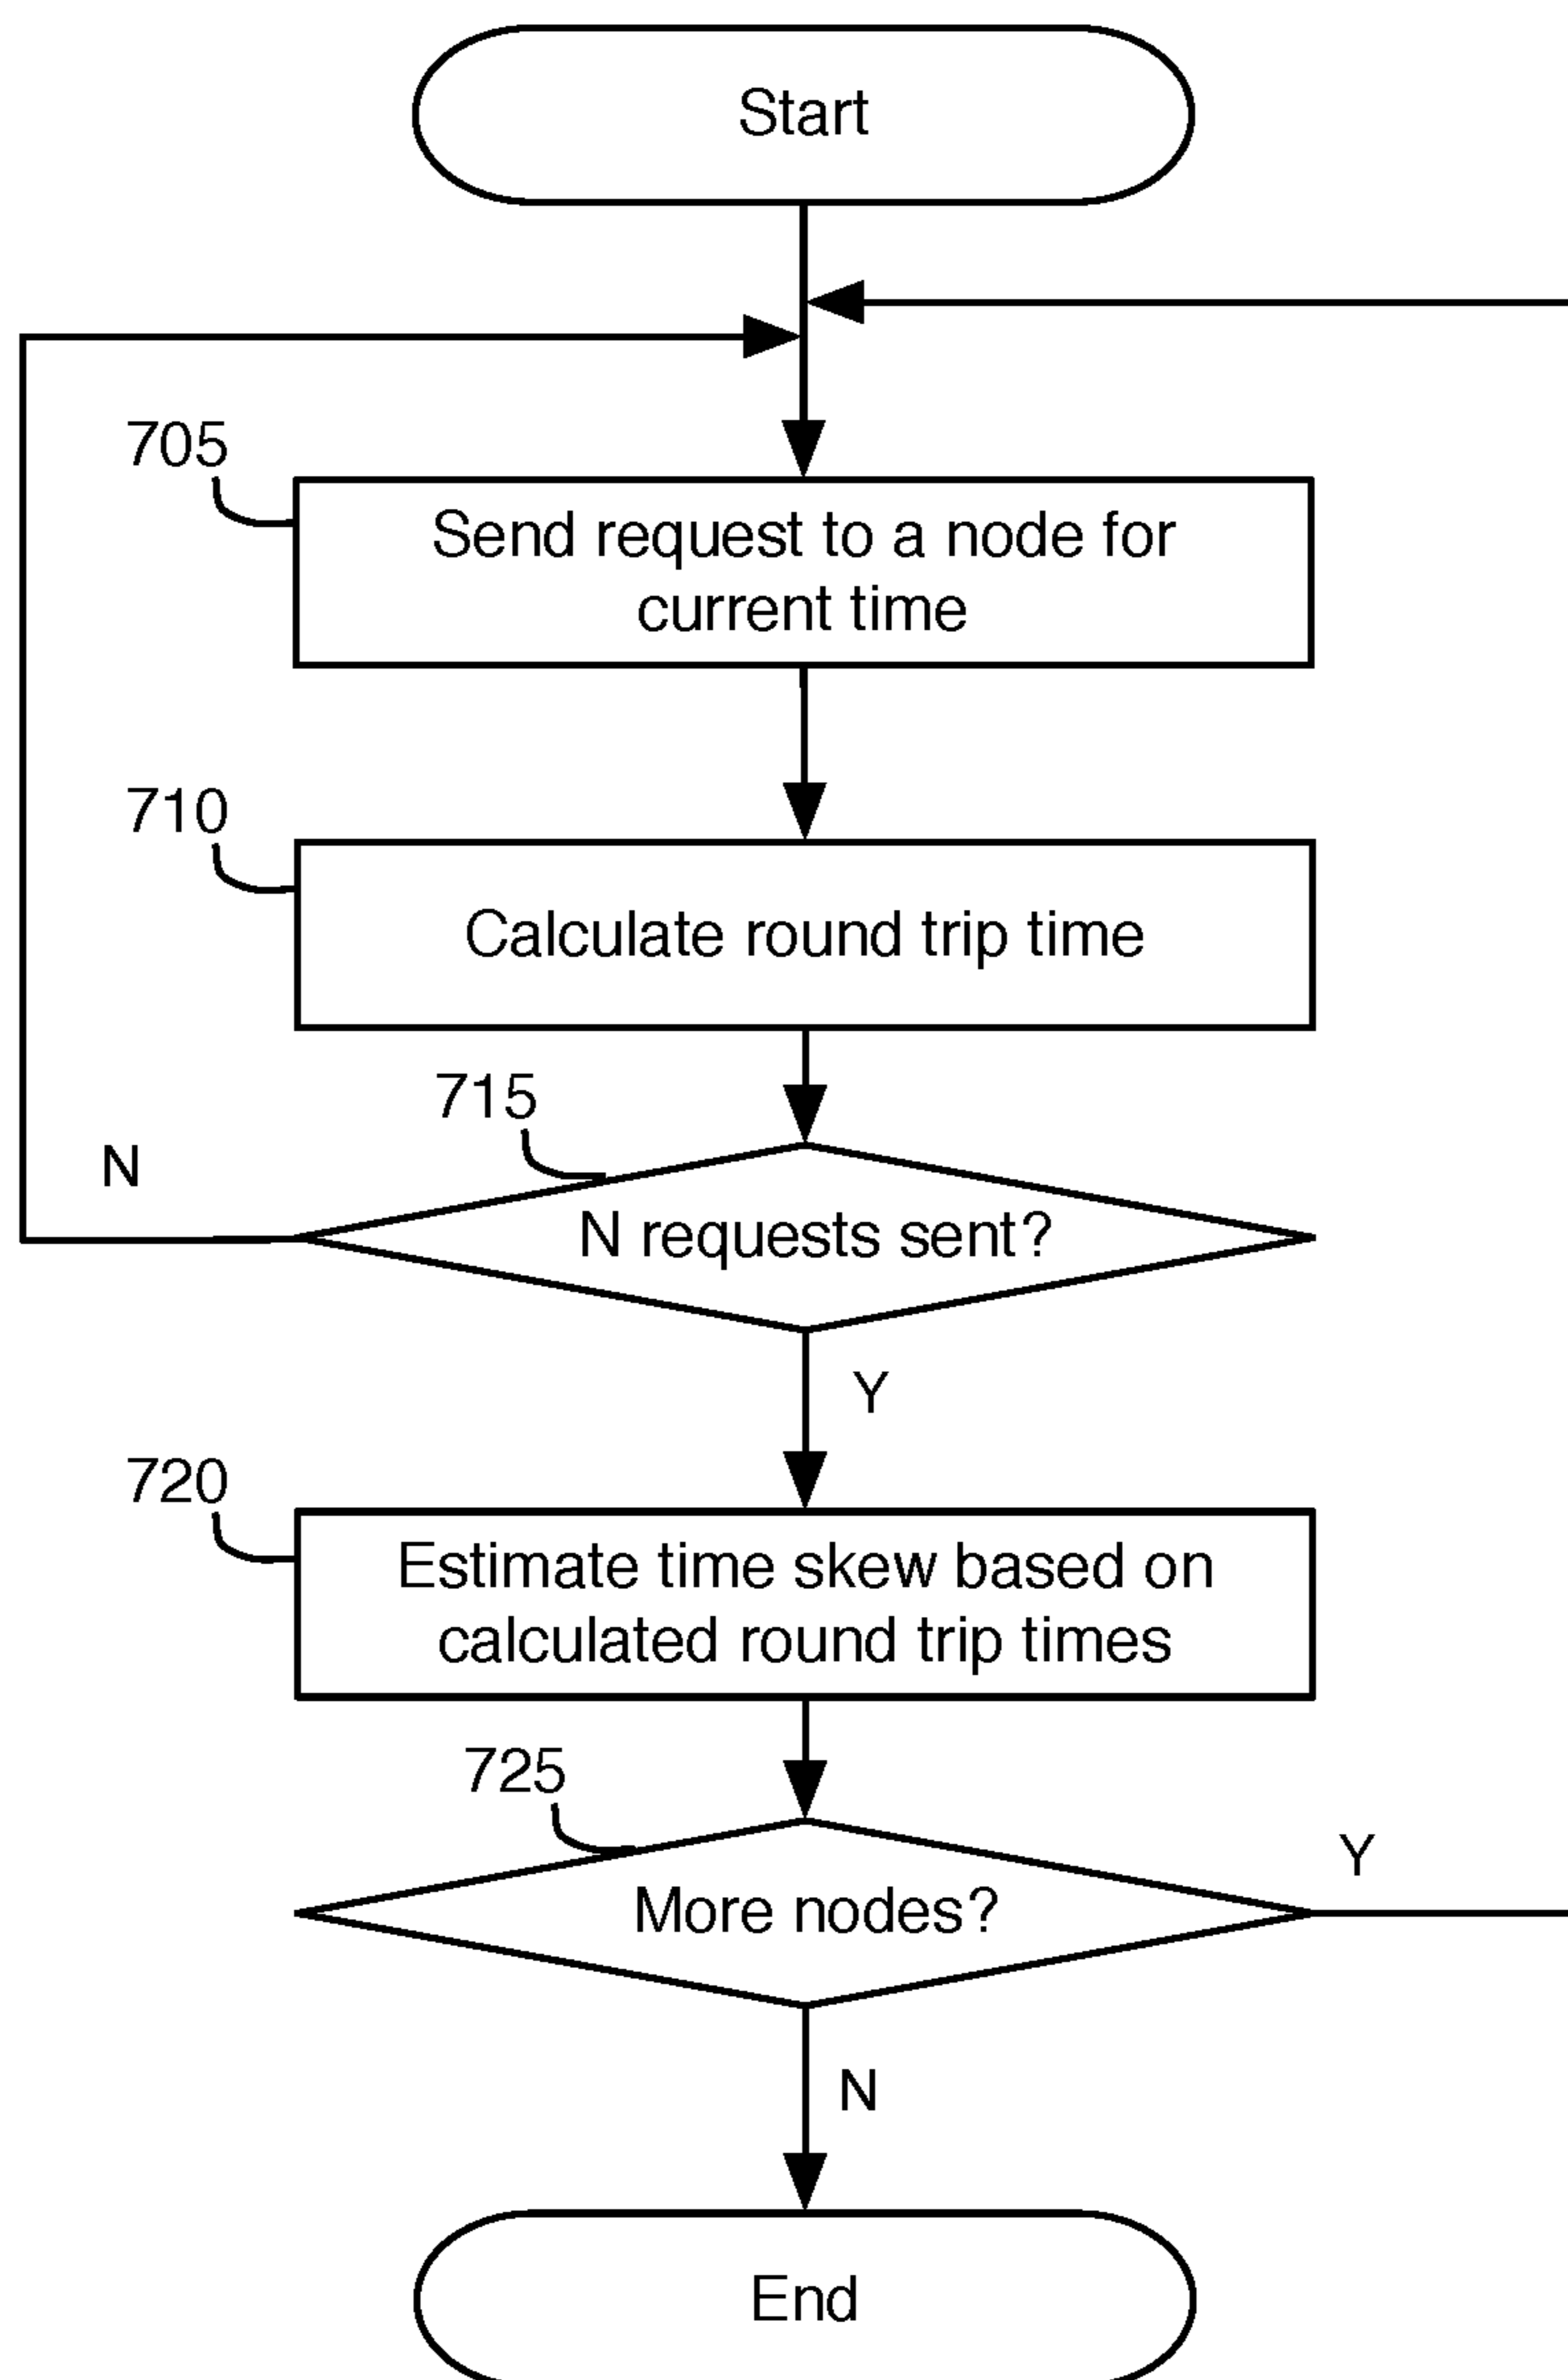 Start
705
Send request to a node for
current time
710
Calculate round trip time
715
N
N requests sent?
Y
720
Estimate time skew based on
calculated round trip times
725
Y
More nodes?
N
End